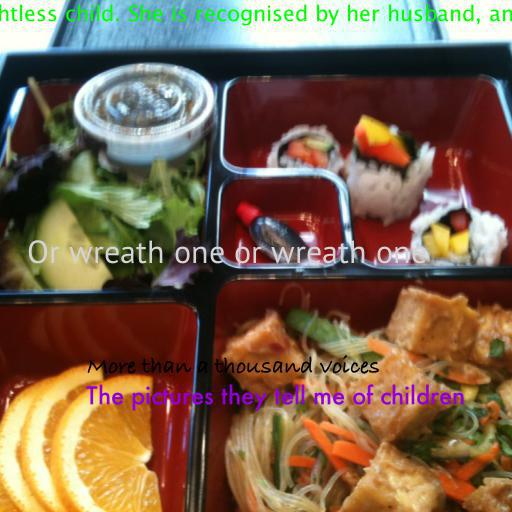 htless child. She is recognised by her husband, an
Or wreath one or wreath one
More than a thousand voices
The pictures they tell me of children